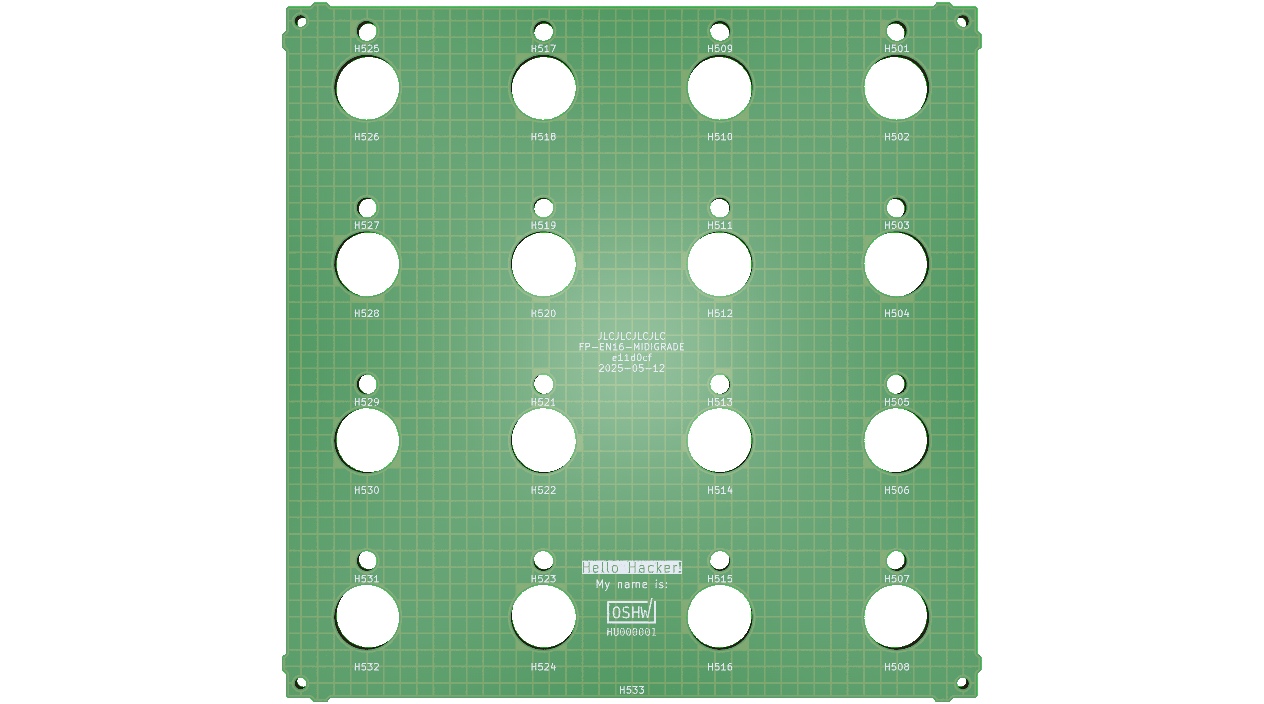 H525 H517 H509 H501
H526 H518 H510 H502
H527 H519 H511 H503
H528 H520 H512 H504
JLCJLCJLCJLC
FP-EN16-MIDIGRADE
e11d0cf
2025-05-12
H529 H521 H513 H505
H530 H522 H514 H506
Hello Hacker!
H531 H523 H515 H507
My name is:
OSHW
HU000001
H532 H524 H516 H508
H533